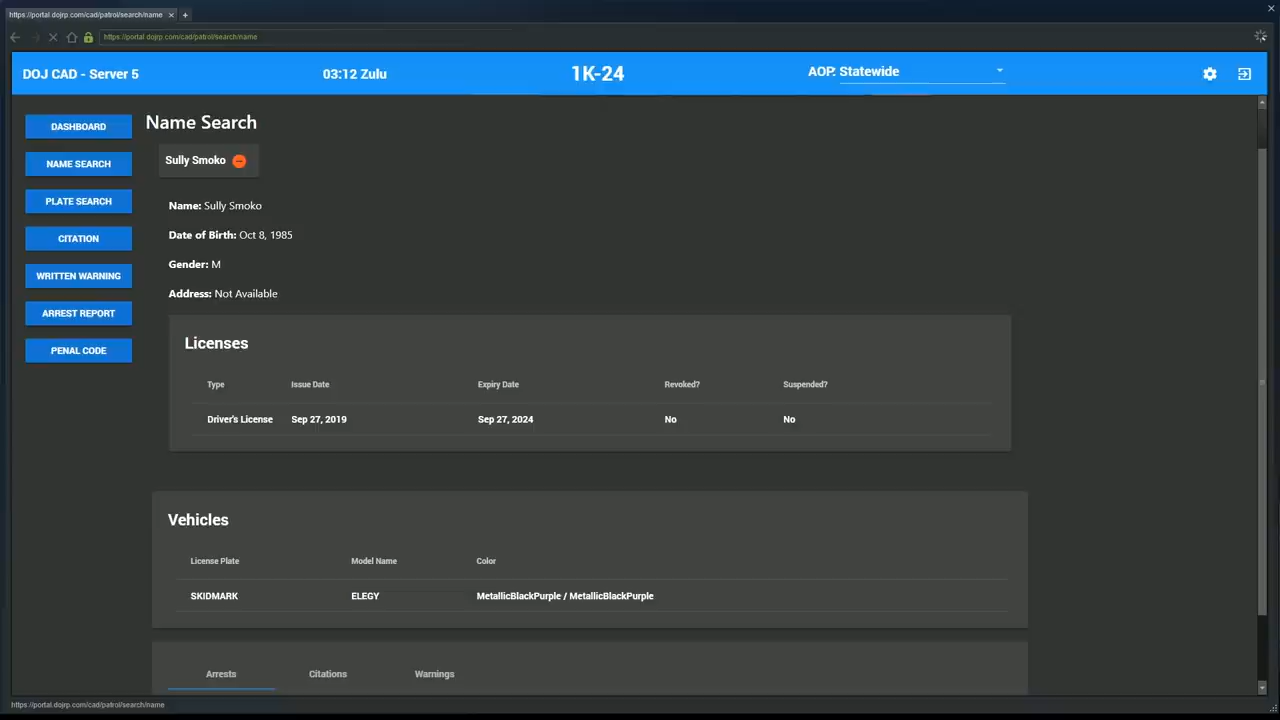 https://portal.dojrp.com/cad/patrol/search/name
https://portal.dojrp.com/cad/patrol/search/name
DOJ CAD - Server 5
03:12 Zulu
1K-24
AOP: Statewide
DASHBOARD
NAME SEARCH
PLATE SEARCH
CITATION
WRITTEN WARNING
ARREST REPORT
PENAL CODE
Name Search
Sully Smoko
Name: Sully Smoko
Date of Birth: Oct 8, 1985
Gender: M
Address: Not Available
Licenses
Type Issue Date Expiry Date Revoked? Suspended?
Driver's License Sep 27, 2019 Sep 27, 2024 No No
Vehicles
License Plate Model Name Color
SKIDMARK ELEGY MetallicBlackPurple / MetallicBlackPurple
Arrests Citations Warnings
https://portal.dojrp.com/cad/patrol/search/name